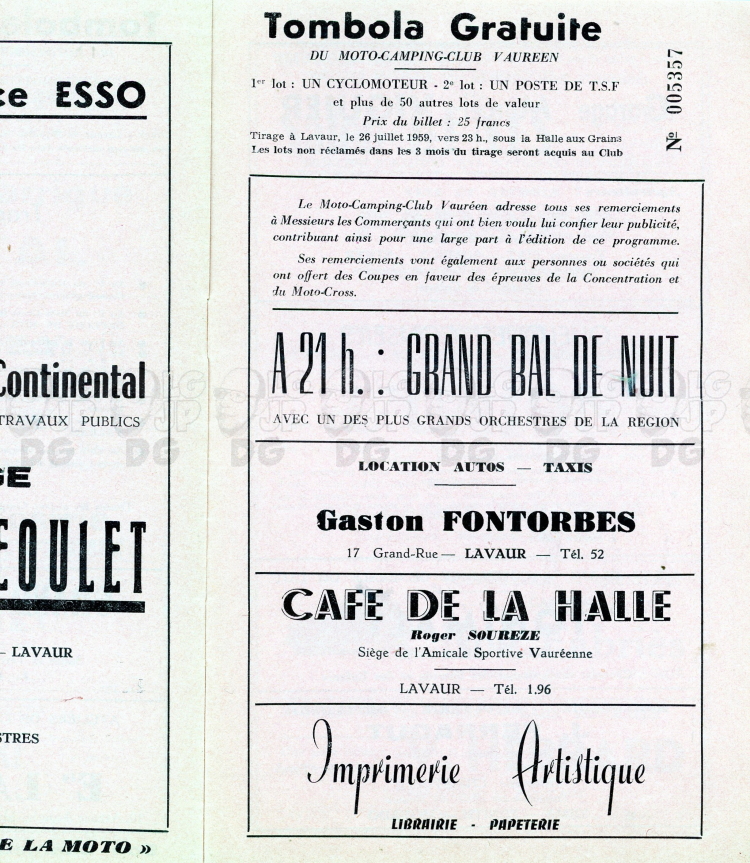 ce ESSO
Continental
TRAVAUX PUBLICS
GE
EOULET
— LAVAUR
STRES
E LA MOTO »
Tombola Gratuite
DU MOTO-CAMPING-CLUB VAUREEN
1er lot : UN CYCLOMOTEUR - 2e lot : UN POSTE DE T.S.F
et plus de 50 autres lots de valeur
Prix du billet : 25 francs
Tirage à Lavaur, le 26 juillet 1959, vers 23 h., sous la Halle aux Grains
Les lots non réclamés dans les 3 mois du tirage seront acquis au Club
No 005357
Le Moto-Camping-Club Vauréen adresse tous ses remerciements
à Messieurs les Commerçants qui ont bien voulu lui confier leur publicité,
contribuant ainsi pour une large part à l'édition de ce programme.
Ses remerciements vont également aux personnes ou sociétés qui
ont offert des Coupes en faveur des épreuves de la Concentration et
du Moto-Cross.
A 21 h. : GRAND BAL DE NUIT
AVEC UN DES PLUS GRANDS ORCHESTRES DE LA REGION
LOCATION AUTOS — TAXIS
Gaston FONTORBES
17 Grand-Rue — LAVAUR — Tél. 52
CAFE DE LA HALLE
Roger SOUREZE
Siège de l'Amicale Sportive Vauréenne
LAVAUR — Tél. 1.96
Imprimerie Artistique
LIBRAIRIE - PAPETERIE